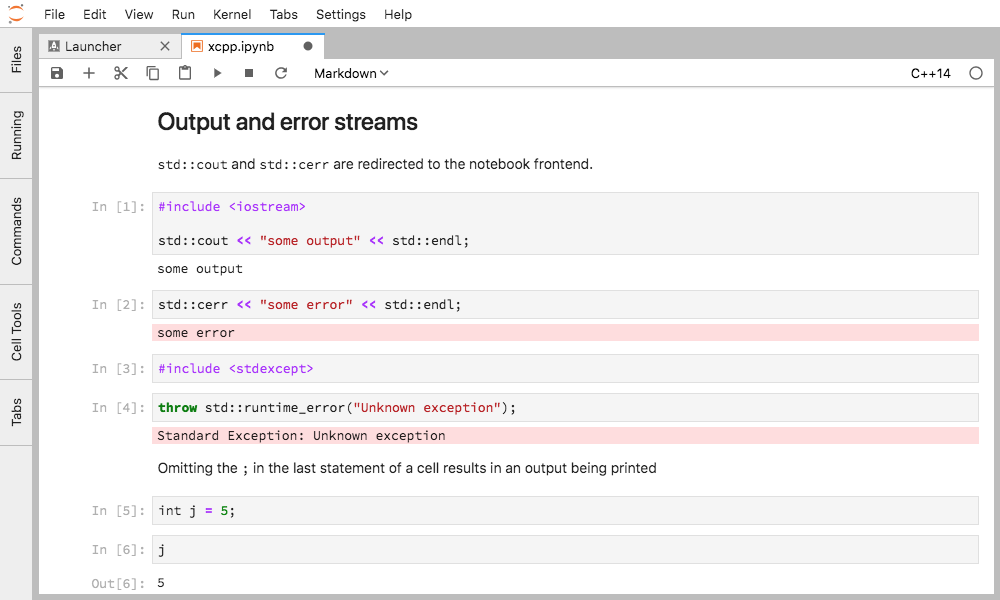 File Edit View Run Kernel Tabs Settings Help
Files
Running
Commands
Cell Tools
Tabs
Launcher
xcpp.ipynb
Markdown
C++14
Output and error streams
std::cout and std::cerr are redirected to the notebook frontend.
In [1]: #include <iostream>
std::cout << "some output" << std::endl;
some output
In [2]: std::cerr << "some error" << std::endl;
some error
In [3]: #include <stdexcept>
In [4]: throw std::runtime_error("Unknown exception");
Standard Exception: Unknown exception
Omitting the ; in the last statement of a cell results in an output being printed
In [5]: int j = 5;
In [6]: j
Out[6]: 5